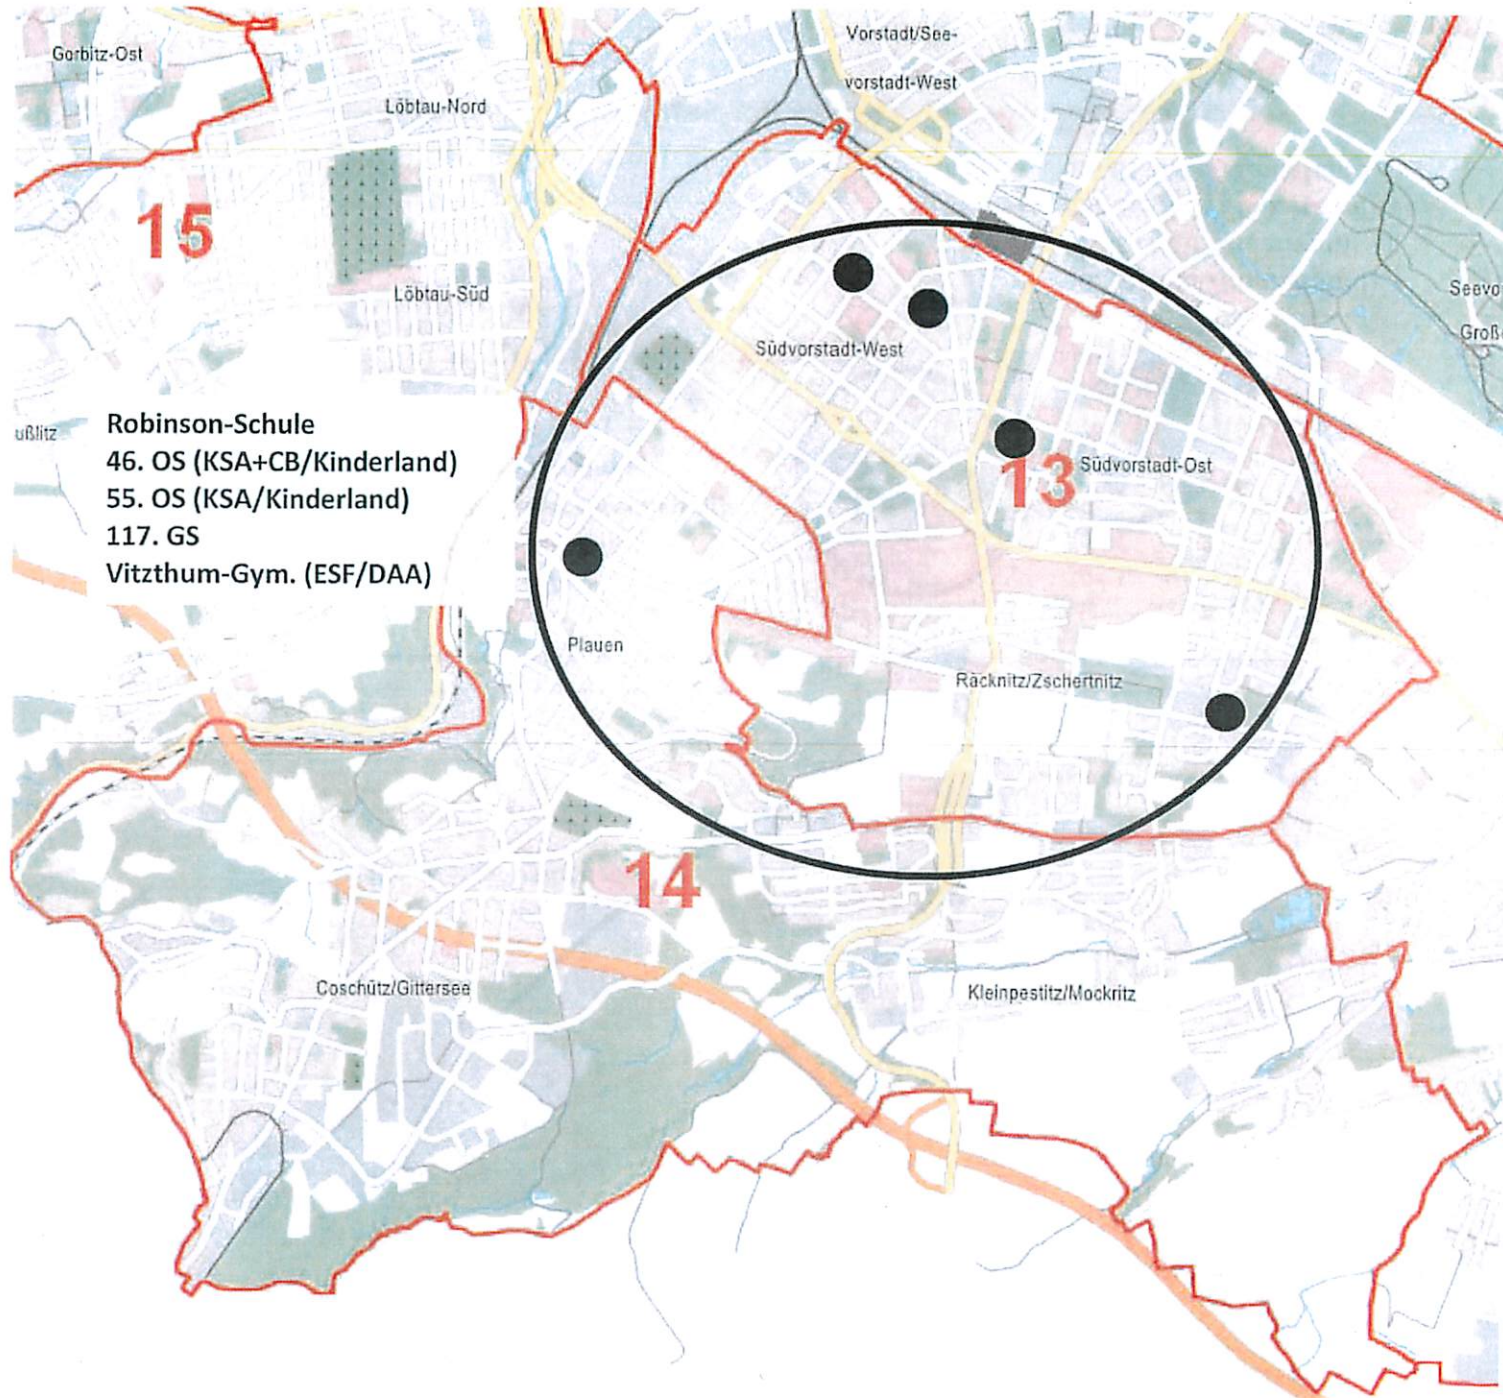 Gorbitz-Ost
Vorstadt/See-
vorstadt-West
Löbtau-Nord
15
Löbtau-Süd
Seevo
Große
Südvorstadt-West
ußlitz
Robinson-Schule
46. OS (KSA+CB/Kinderland)
55. OS (KSA/Kinderland)
117. GS
Vitzthum-Gym. (ESF/DAA)
13
Südvorstadt-Ost
Plauen
Räcknitz/Zschertnitz
14
Coschütz/Gittersee
Kleinpestitz/Mockritz